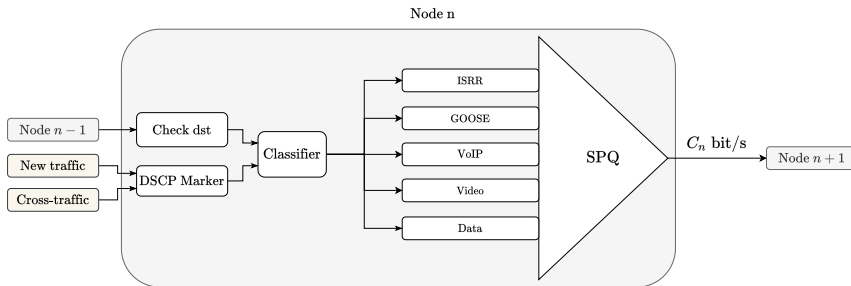 Node n
Node n − 1
New traffic
Cross-traffic
Check dst
DSCP Marker
Classifier
ISRR
GOOSE
VoIP
Video
Data
SPQ
Cₙ bit/s
Node n + 1